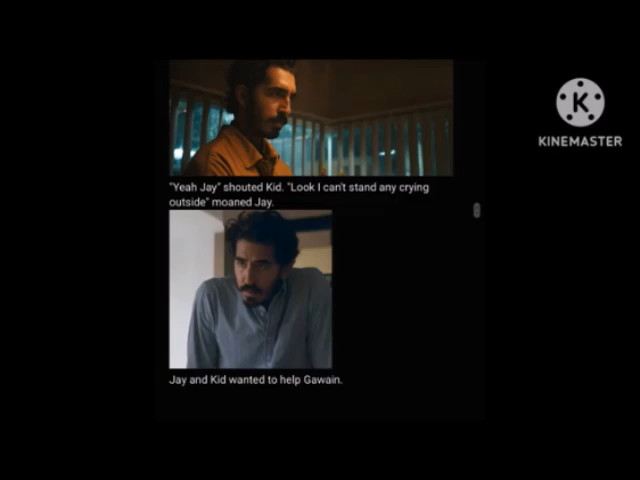 KINEMASTER
"Yeah Jay" shouted Kid. "Look I can't stand any crying
outside" moaned Jay.
Jay and Kid wanted to help Gawain.